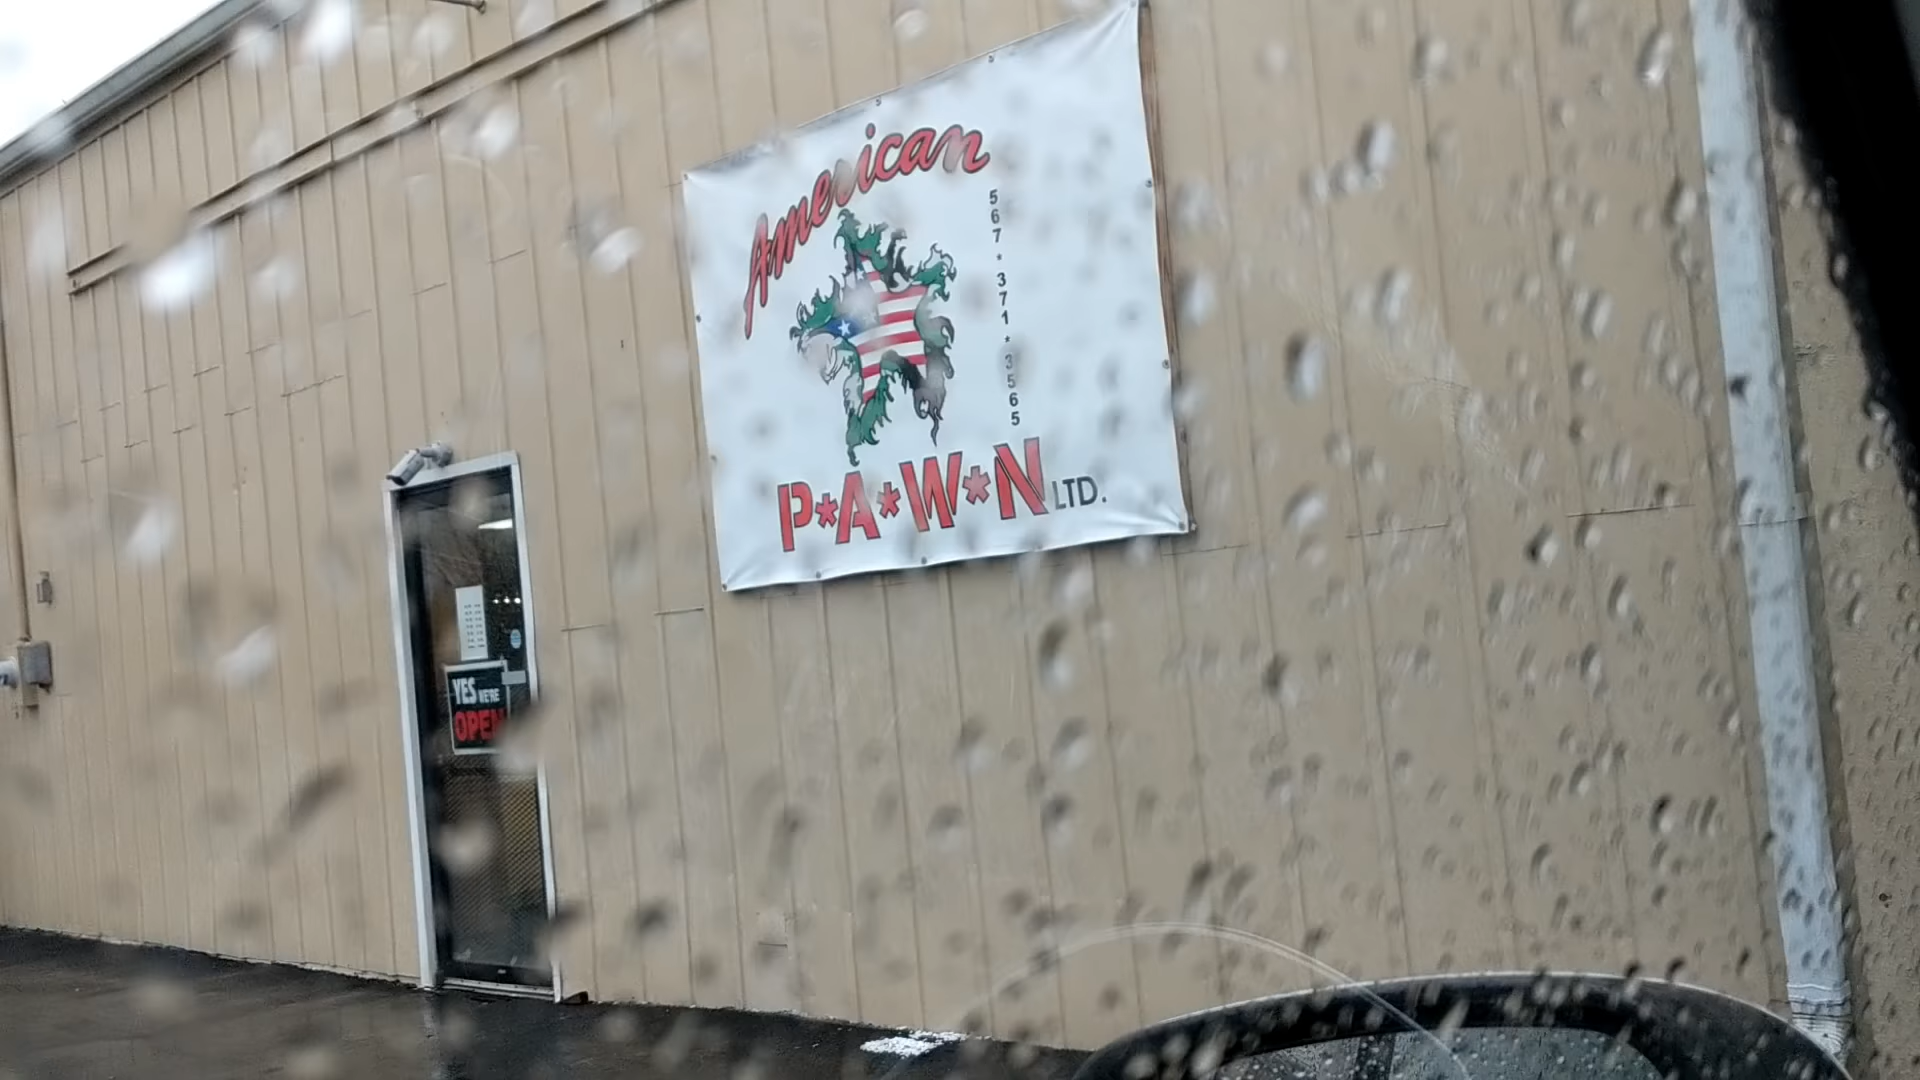 American
567*371*3565
P*A*W*N LTD.
YES WE'RE
OPEN